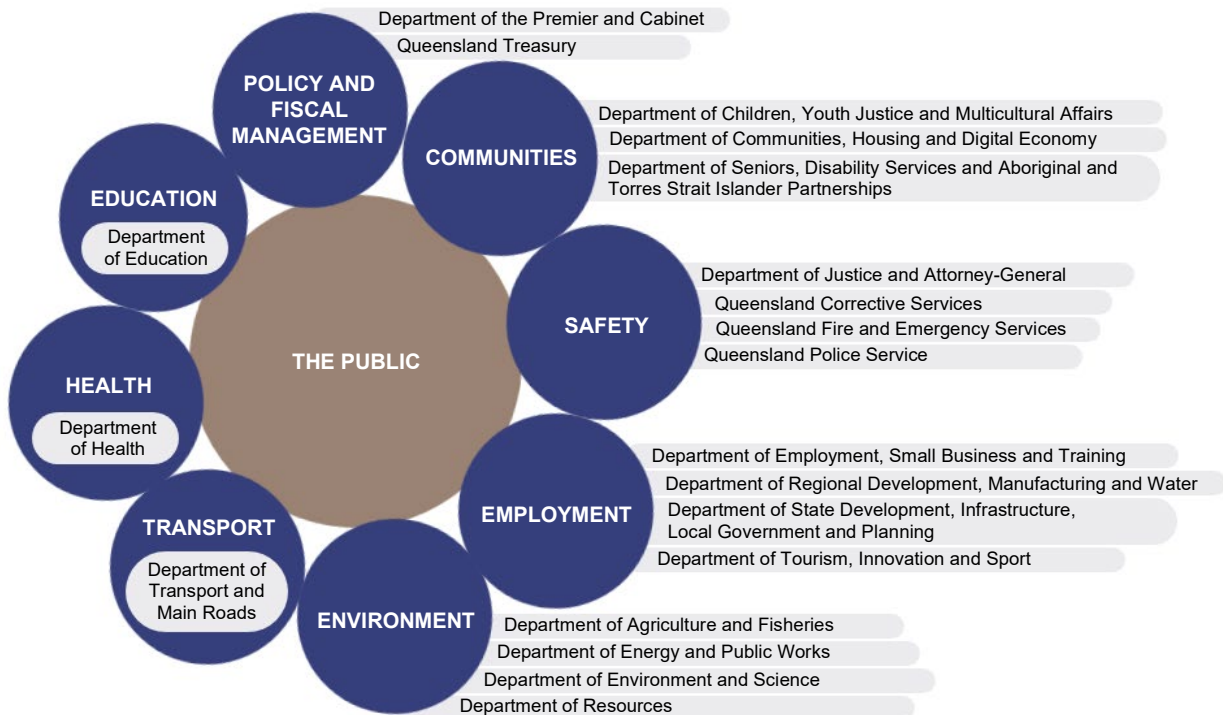 Department of the Premier and Cabinet
Queensland Treasury
POLICY AND
FISCAL
MANAGEMENT
COMMUNITIES
Department of Children, Youth Justice and Multicultural Affairs
Department of Communities, Housing and Digital Economy
Department of Seniors, Disability Services and Aboriginal and
Torres Strait Islander Partnerships
EDUCATION
Department
of Education
SAFETY
Department of Justice and Attorney-General
Queensland Corrective Services
Queensland Fire and Emergency Services
Queensland Police Service
THE PUBLIC
HEALTH
Department
of Health
EMPLOYMENT
Department of Employment, Small Business and Training
Department of Regional Development, Manufacturing and Water
Department of State Development, Infrastructure,
Local Government and Planning
Department of Tourism, Innovation and Sport
TRANSPORT
Department of
Transport and
Main Roads
ENVIRONMENT
Department of Agriculture and Fisheries
Department of Energy and Public Works
Department of Environment and Science
Department of Resources